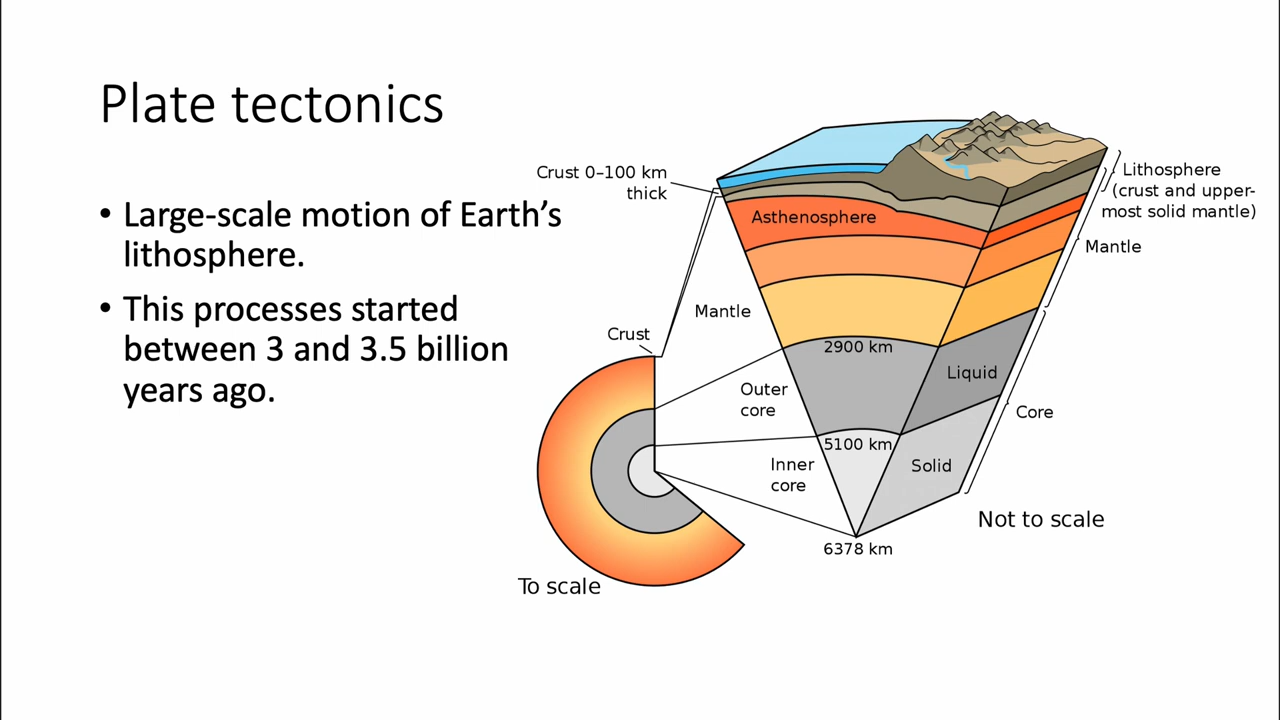 Plate tectonics
• Large-scale motion of Earth’s
lithosphere.
• This processes started
between 3 and 3.5 billion
years ago.
Crust 0–100 km
thick
Asthenosphere
Lithosphere
(crust and upper-
most solid mantle)
Mantle
Mantle
Crust
2900 km
Liquid
Outer
core
Core
5100 km
Inner
core
Solid
Not to scale
6378 km
To scale